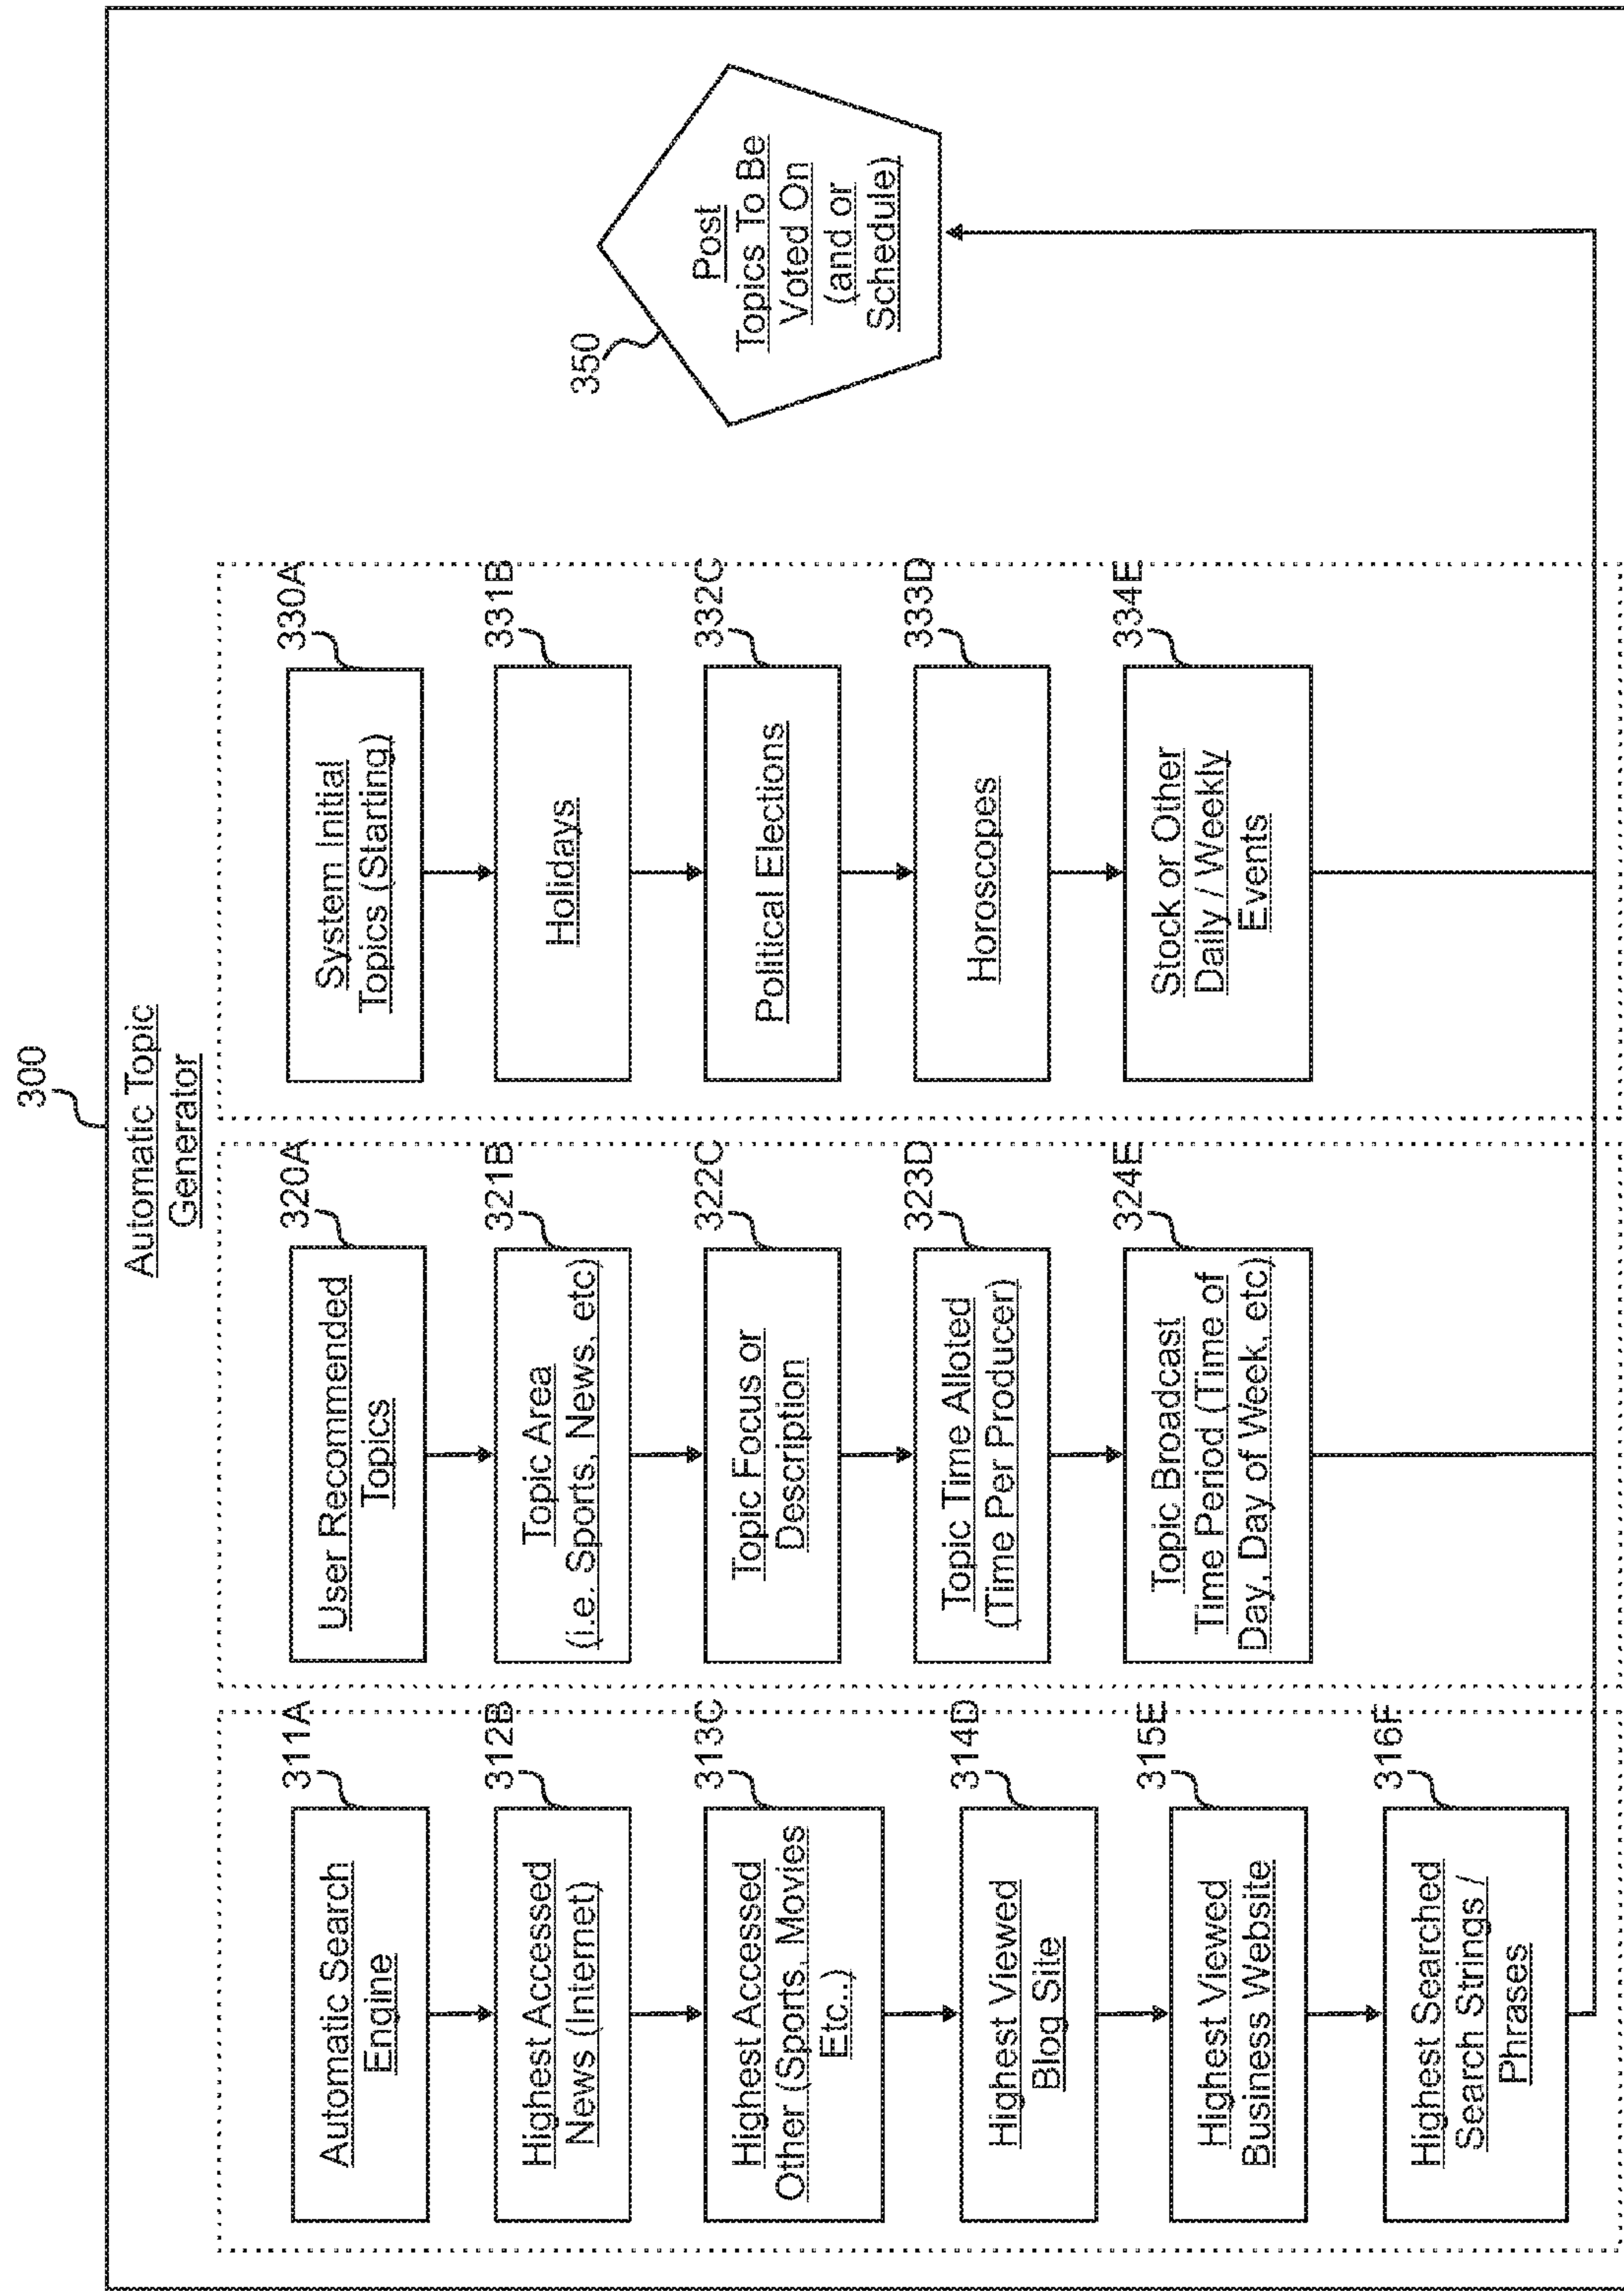 300
Automatic Topic
Generator
311A
Automatic Search
Engine
312B
Highest Accessed
News (Internet)
313C
Highest Accessed
Other (Sports, Movies
Etc..)
314D
Highest Viewed
Blog Site
315E
Highest Viewed
Business Website
316F
Highest Searched
Search Strings /
Phrases
320A
User Recommended
Topics
321B
Topic Area
(i.e. Sports, News, etc)
322C
Topic Focus or
Description
323D
Topic Time Alloted
(Time Per Producer)
324E
Topic Broadcast
Time Period (Time of
Day, Day of Week, etc)
330A
System Initial
Topics (Starting)
331B
Holidays
332C
Political Elections
333D
Horoscopes
334E
Stock or Other
Daily / Weekly
Events
350
Post
Topics To Be
Voted On
(and or
Schedule)